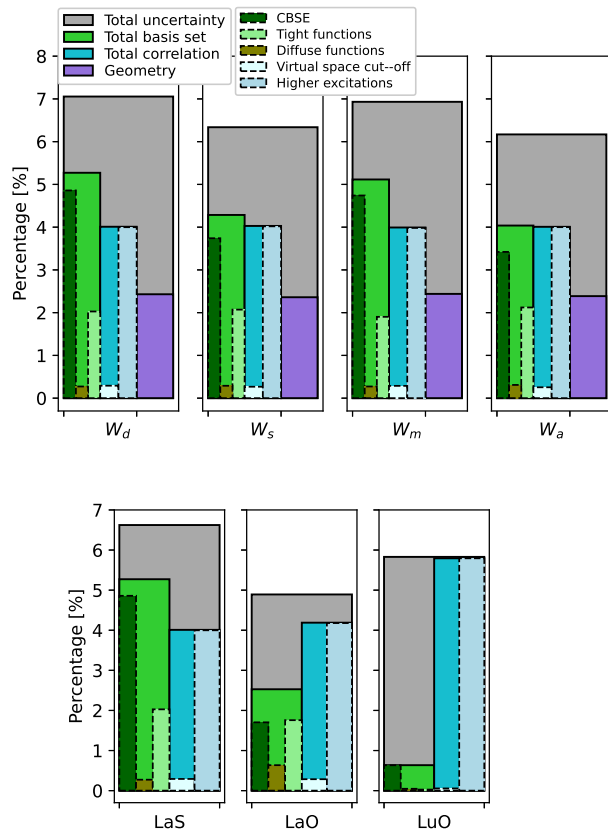 Total uncertainty
Total basis set
Total correlation
Geometry
CBSE
Tight functions
Diffuse functions
Virtual space cut--off
Higher excitations
Percentage [%]
8
7
6
5
4
3
2
1
0
W_d
W_s
W_m
W_a
Percentage [%]
7
6
5
4
3
2
1
0
LaS
LaO
LuO